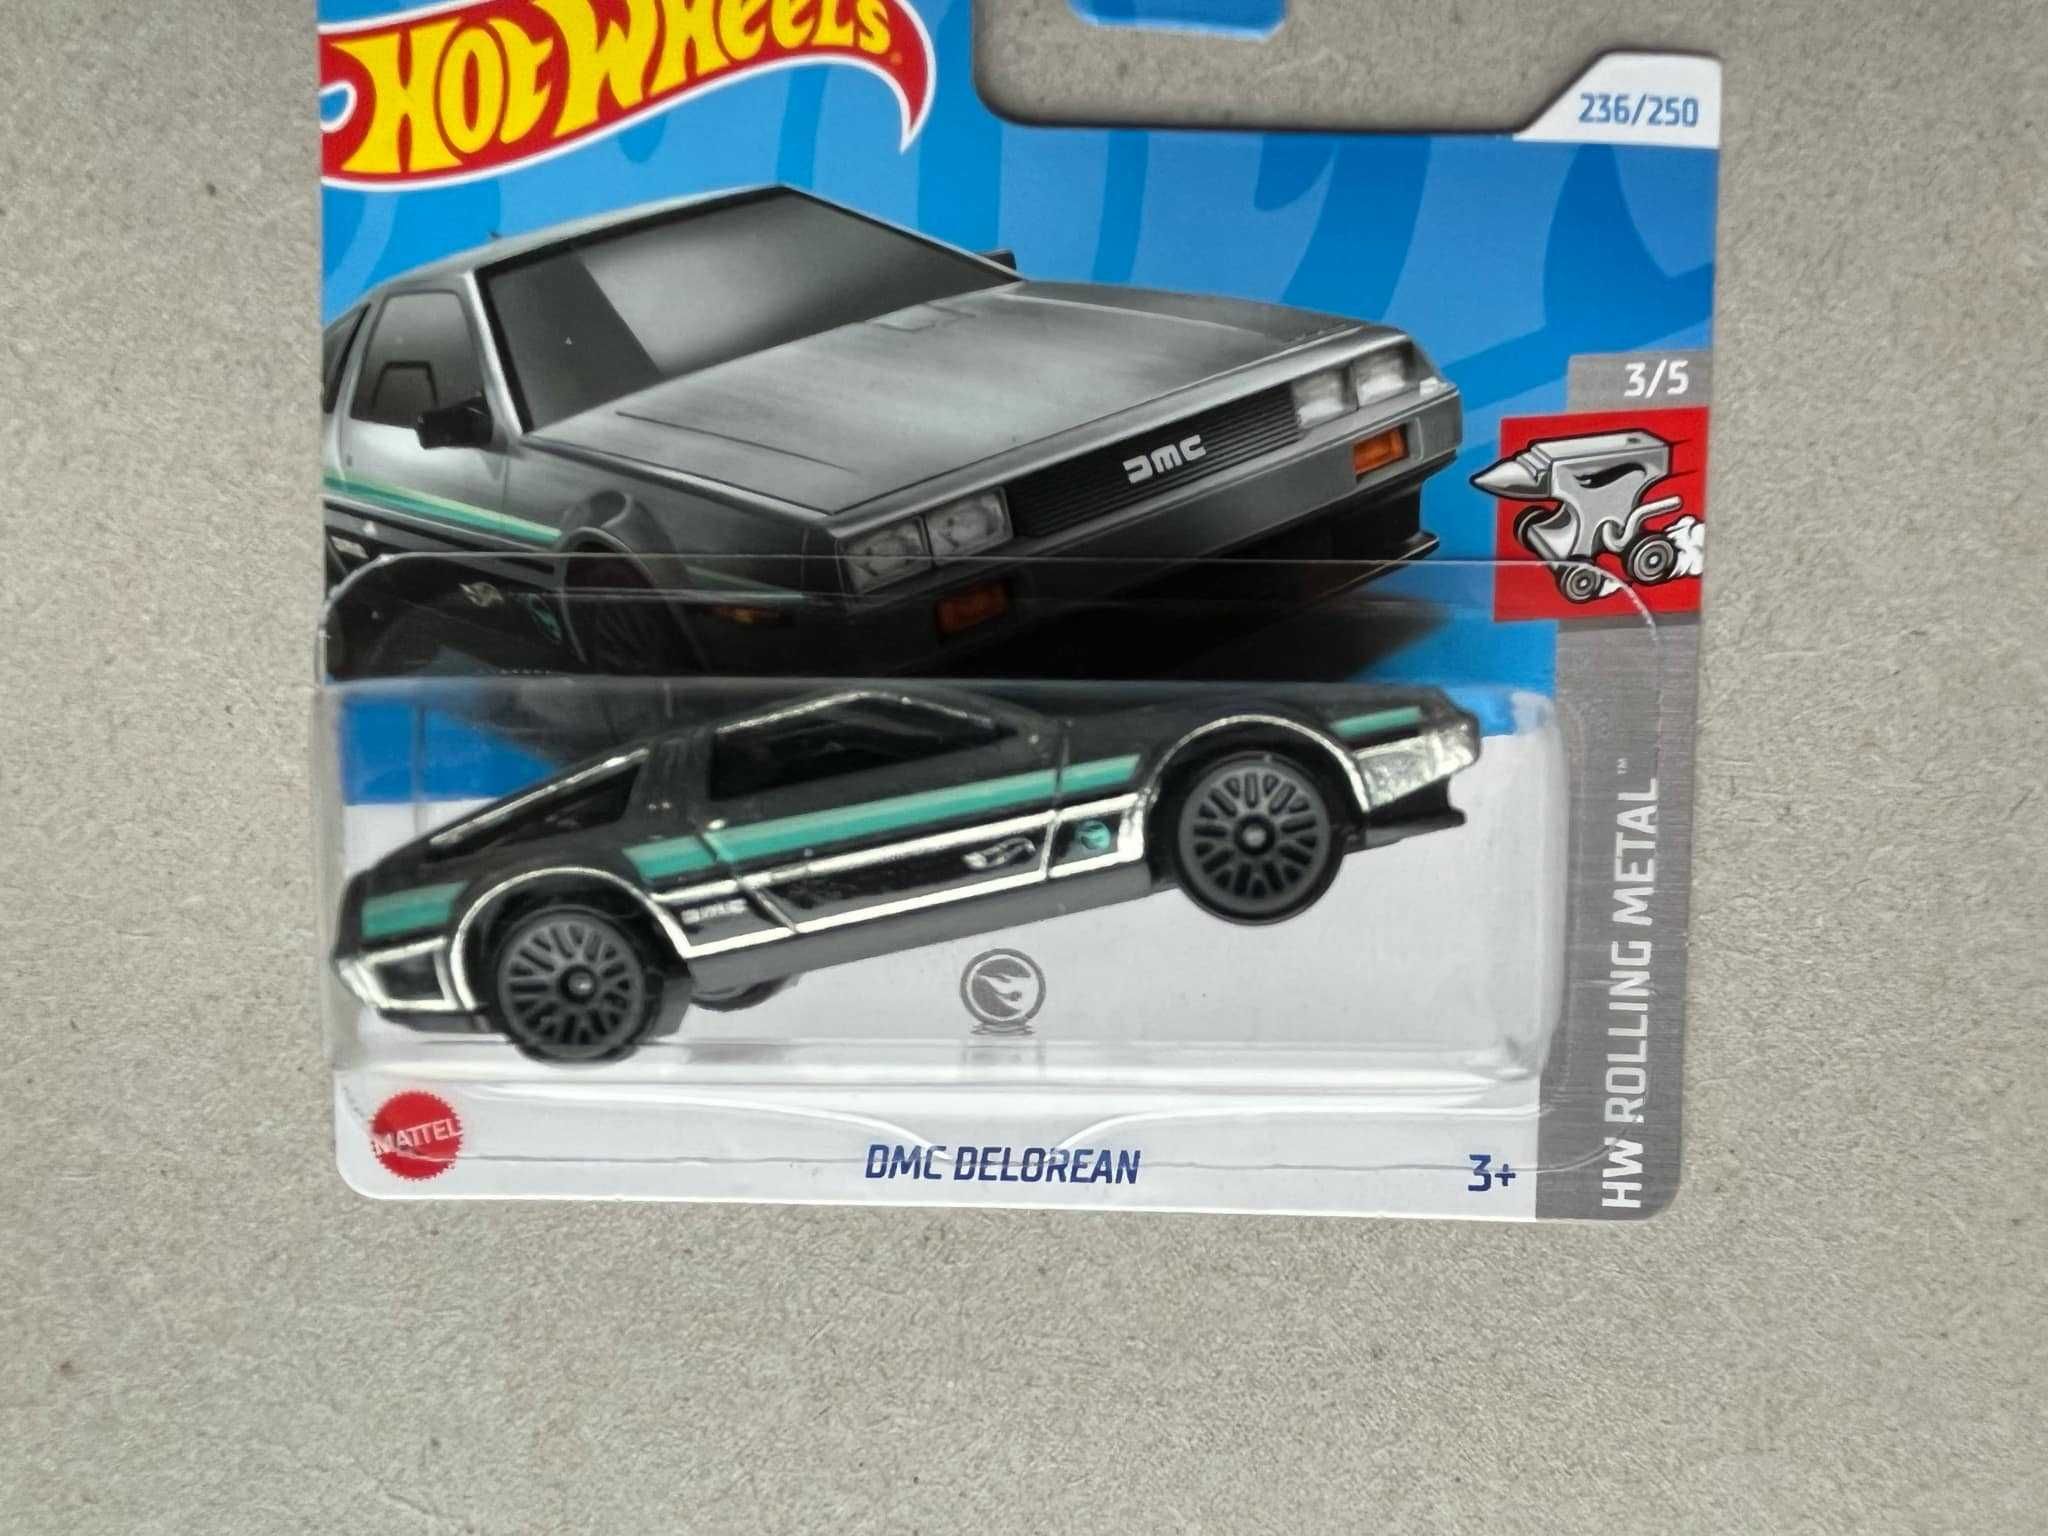 HOT WHEELS
236/250
3/5
DMC
HW ROLLING METAL™
DMC
MATTEL
DMC DELOREAN
3+